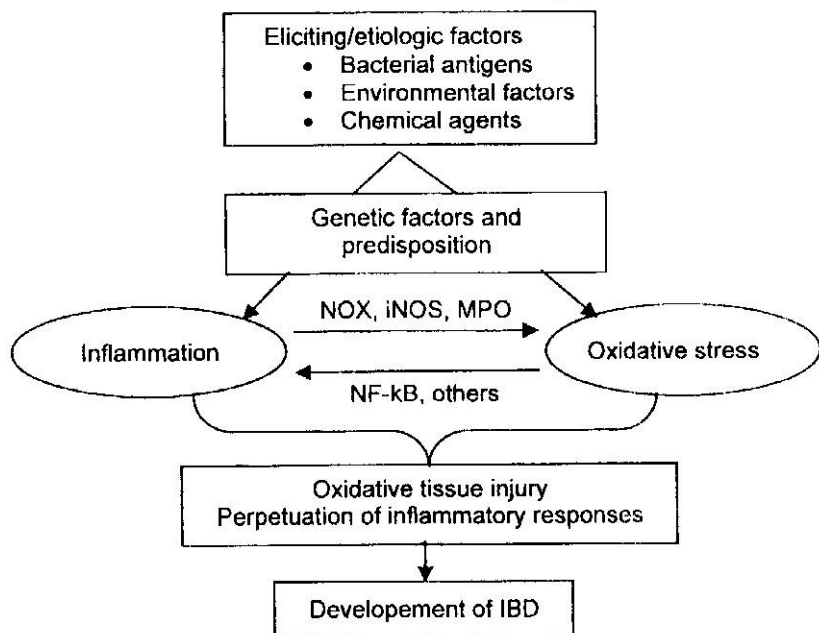 Eliciting/etiologic factors
• Bacterial antigens
• Environmental factors
• Chemical agents
Genetic factors and
predisposition
NOX, iNOS, MPO
Inflammation
Oxidative stress
NF-kB, others
Oxidative tissue injury
Perpetuation of inflammatory responses
Developement of IBD